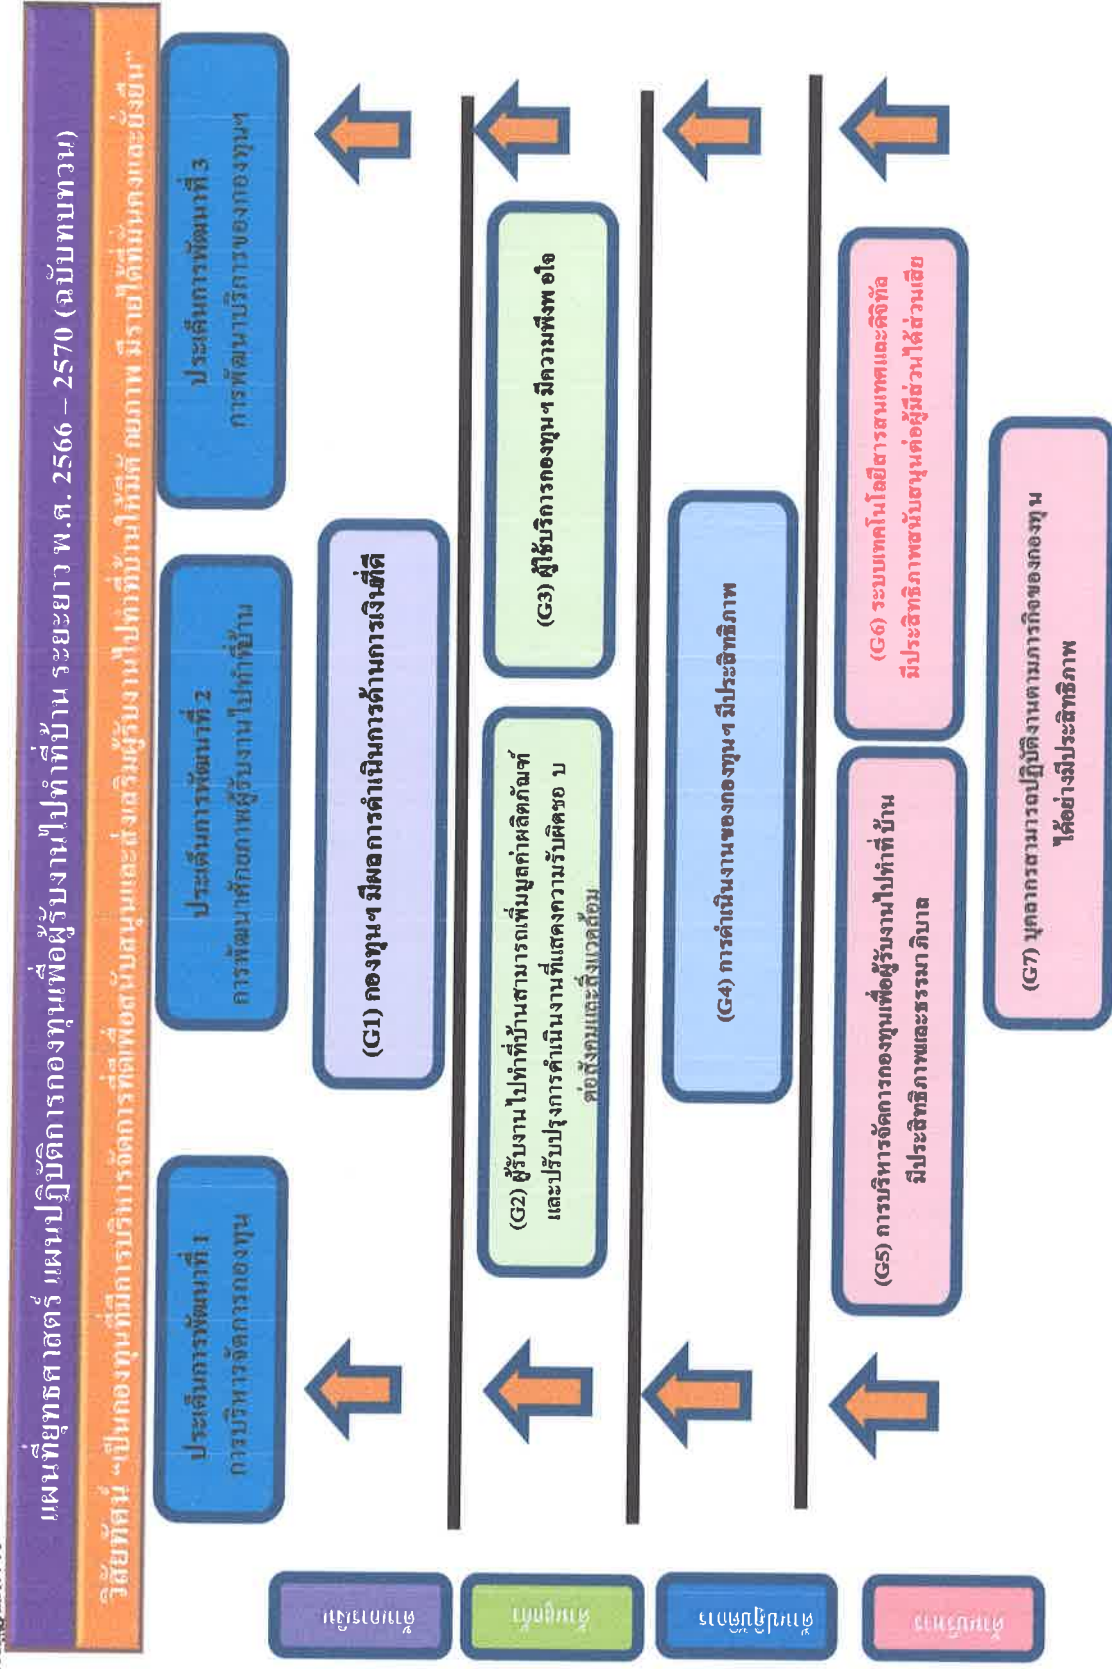 แผนที่ยุทธศาสตร์ แผนปฏิบัติการกองทุนเพื่อผู้รับงานไปทำที่บ้าน ระยะยาว พ.ศ. 2566 – 2570 (ฉบับทบทวน)
วิสัยทัศน์ “เป็นกองทุนที่มีการบริหารจัดการที่ดีเพื่อสนับสนุนและส่งเสริมผู้รับงานไปทำที่บ้านให้มีศักยภาพ มีรายได้ที่มั่นคงและยั่งยืน”
ประเด็นการพัฒนาที่ 1
การบริหารจัดการกองทุน
ประเด็นการพัฒนาที่ 2
การพัฒนาศักยภาพผู้รับงานไปทำที่บ้าน
ประเด็นการพัฒนาที่ 3
การพัฒนาบริการของกองทุนฯ
ด้านการเงิน
(G1) กองทุนฯ มีผลการดำเนินการด้านการเงินที่ดี
ด้านลูกค้า
(G2) ผู้รับงานไปทำที่บ้านสามารถเพิ่มมูลค่าผลิตภัณฑ์
และปรับปรุงการดำเนินงานที่แสดงความรับผิดชอบ
ต่อสังคมและสิ่งแวดล้อม
(G3) ผู้ใช้บริการกองทุนฯ มีความพึงพอใจ
ด้านปฏิบัติการ
(G4) การดำเนินงานของกองทุนฯ มีประสิทธิภาพ
ด้านบริหาร
(G5) การบริหารจัดการกองทุนเพื่อผู้รับงานไปทำที่บ้าน
มีประสิทธิภาพและธรรมาภิบาล
(G6) ระบบเทคโนโลยีสารสนเทศและดิจิทัล
มีประสิทธิภาพสนับสนุนต่อผู้มีส่วนได้ส่วนเสีย
(G7) บุคลากรสามารถปฏิบัติงานตามภารกิจของกองทุน
ได้อย่างมีประสิทธิภาพ